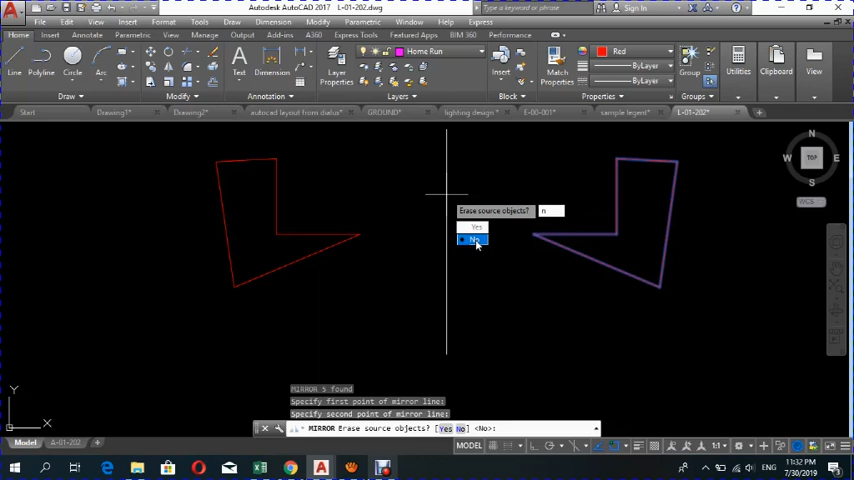 Autodesk AutoCAD 2017 L-01-202.dwg
Type a keyword or phrase
Sign In
File Edit View Insert Format Tools Draw Dimension Modify Parametric Window Help Express
Home Insert Annotate Parametric View Manage Output Add-ins A360 Express Tools Featured Apps BIM 360 Performance
Home Run
Red
ByLayer
ByLayer
Line Polyline Circle Arc Text Dimension Layer Properties Insert Match Properties Group Utilities Clipboard View
Draw Modify Annotation Layers Block Properties Groups
Start Drawing1* Drawing2* autocad layout from dialux* GROUND* lighting design * E-00-001* sample legent* L-01-202*
N
W TOP E
S
WCS
Erase source objects? n
Yes
No
Y
X
MIRROR 5 found
Specify first point of mirror line:
Specify second point of mirror line:
MIRROR Erase source objects? [Yes No] <No>:
Model A-01-202 +
MODEL 1:1
ENG 11:32 PM
7/30/2019